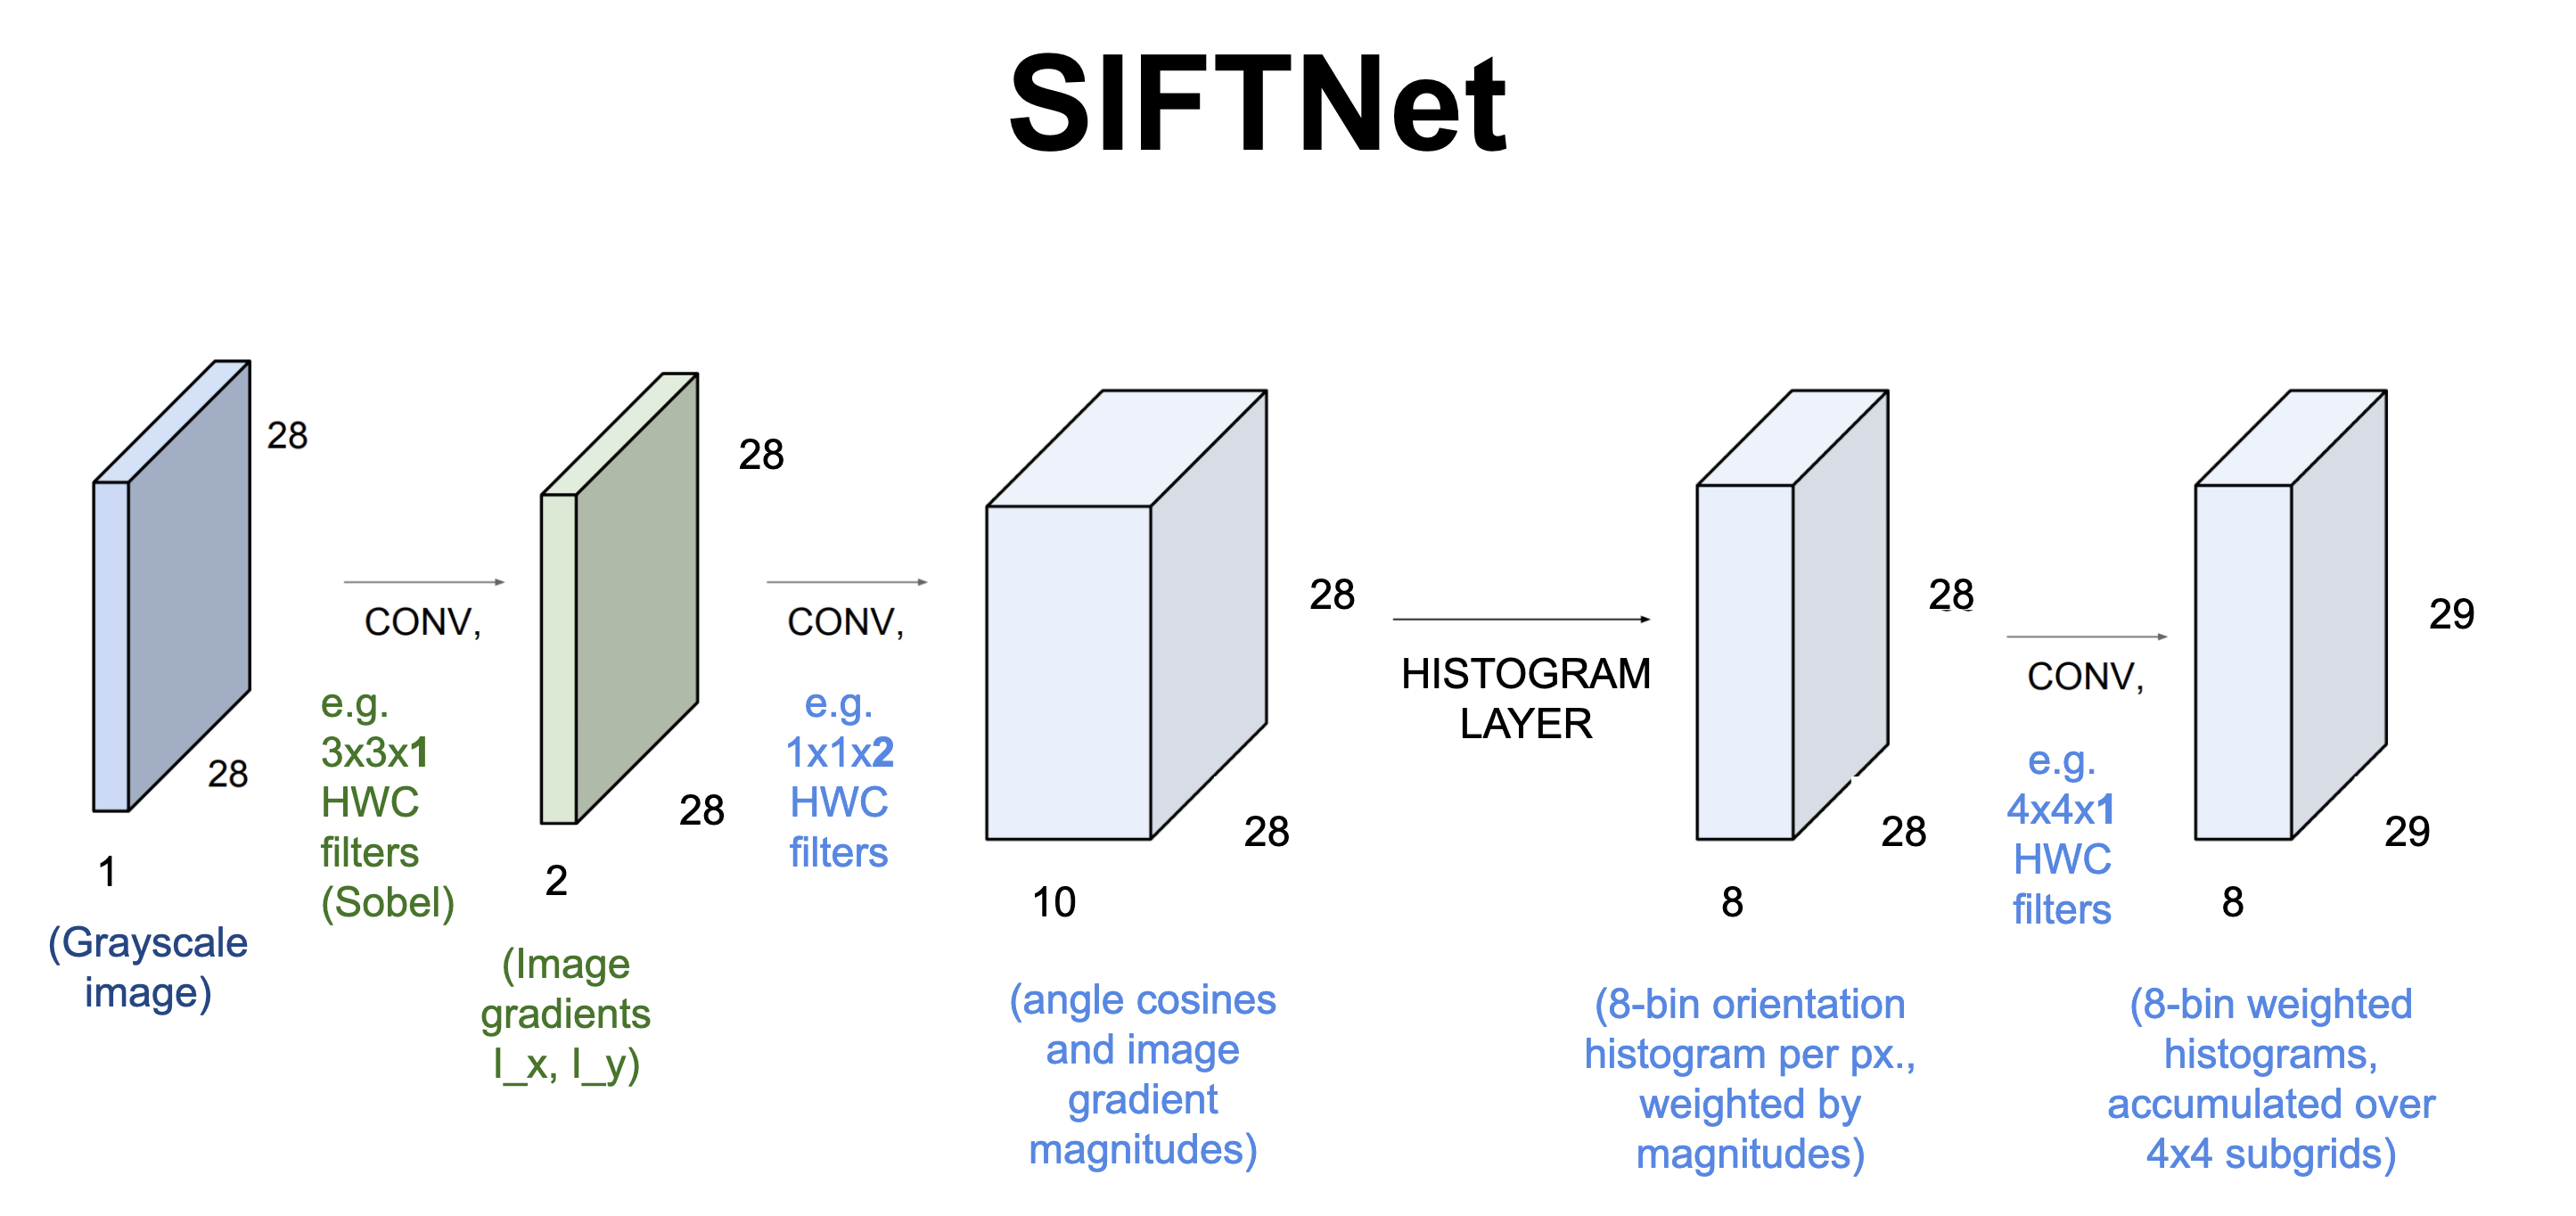 SIFTNet
28
28
1
(Grayscale
image)
CONV,
e.g.
3x3x1
HWC
filters
(Sobel)
28
28
2
(Image
gradients
I_x, I_y)
CONV,
e.g.
1x1x2
HWC
filters
28
28
10
(angle cosines
and image
gradient
magnitudes)
HISTOGRAM
LAYER
28
28
8
(8-bin orientation
histogram per px.,
weighted by
magnitudes)
CONV,
e.g.
4x4x1
HWC
filters
29
29
8
(8-bin weighted
histograms,
accumulated over
4x4 subgrids)